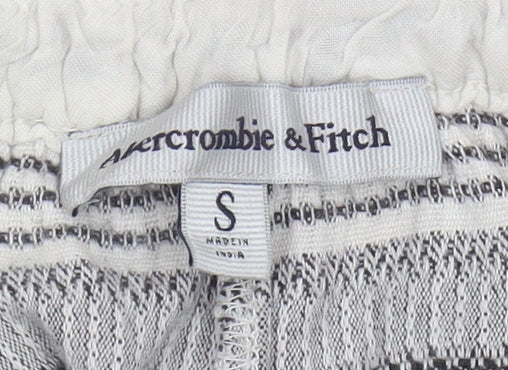 Abercrombie & Fitch
S
MADE IN
INDIA